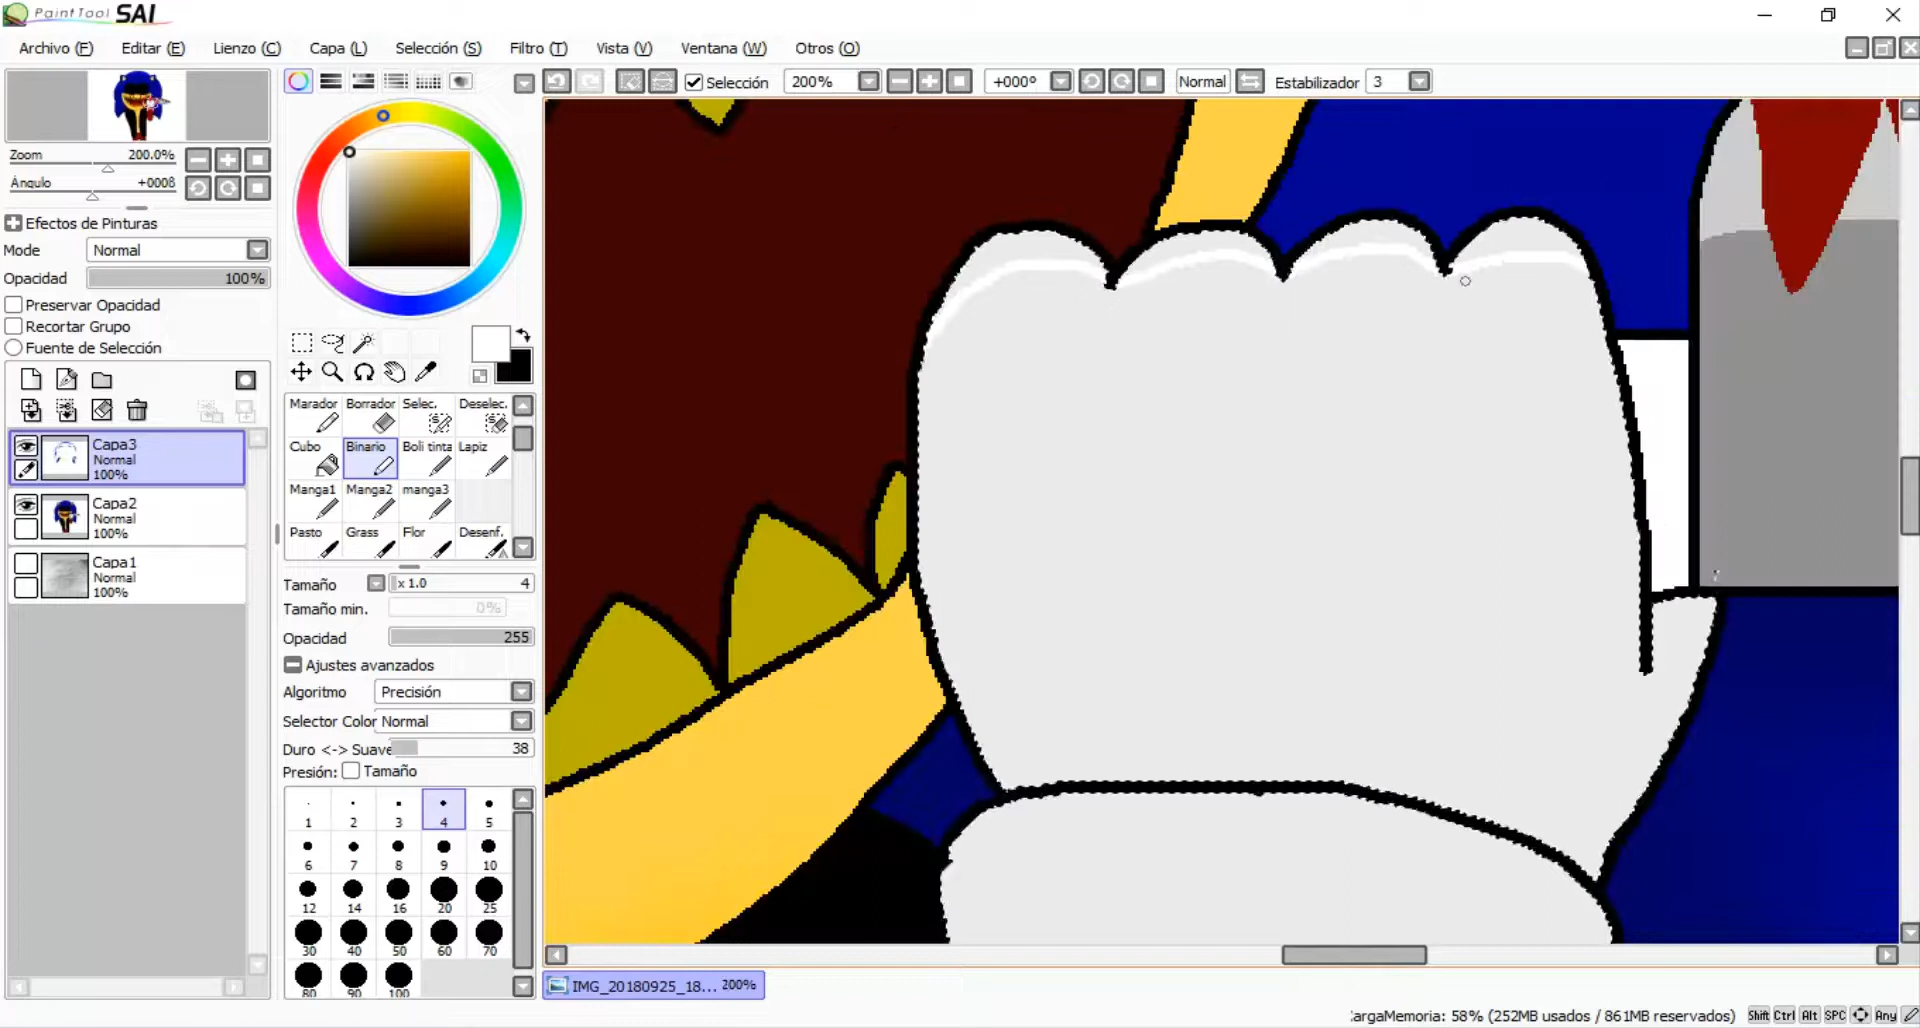 PaintTool SAI
Archivo (F) Editar (E) Lienzo (C) Capa (L) Selección (S) Filtro (T) Vista (V) Ventana (W) Otros (O)
Selección 200% +000º Normal Estabilizador 3
Zoom 200.0%
Ángulo +000ß
Efectos de Pinturas
Mode Normal
Opacidad 100%
Preservar Opacidad
Recortar Grupo
Fuente de Selección
Capa3
Normal
100%
Capa2
Normal
100%
Capa1
Normal
100%
Marador Borrador Selec. Deselec.
Cubo Binario Boli tinta Lapiz
Manga1 Manga2 manga3
Pasto Grass Flor Desenf.
Tamaño x 1.0 4
Tamaño min. 0%
Opacidad 255
Ajustes avanzados
Algoritmo Precisión
Selector Color Normal
Duro <-> Suave 38
Presión: Tamaño
1 2 3 4 5
6 7 8 9 10
12 14 16 20 25
30 40 50 60 70
80 90 100
IMG_20180925_18... 200%
CargaMemoria: 58% (252MB usados / 861MB reservados) Shift Ctrl Alt SPC Any